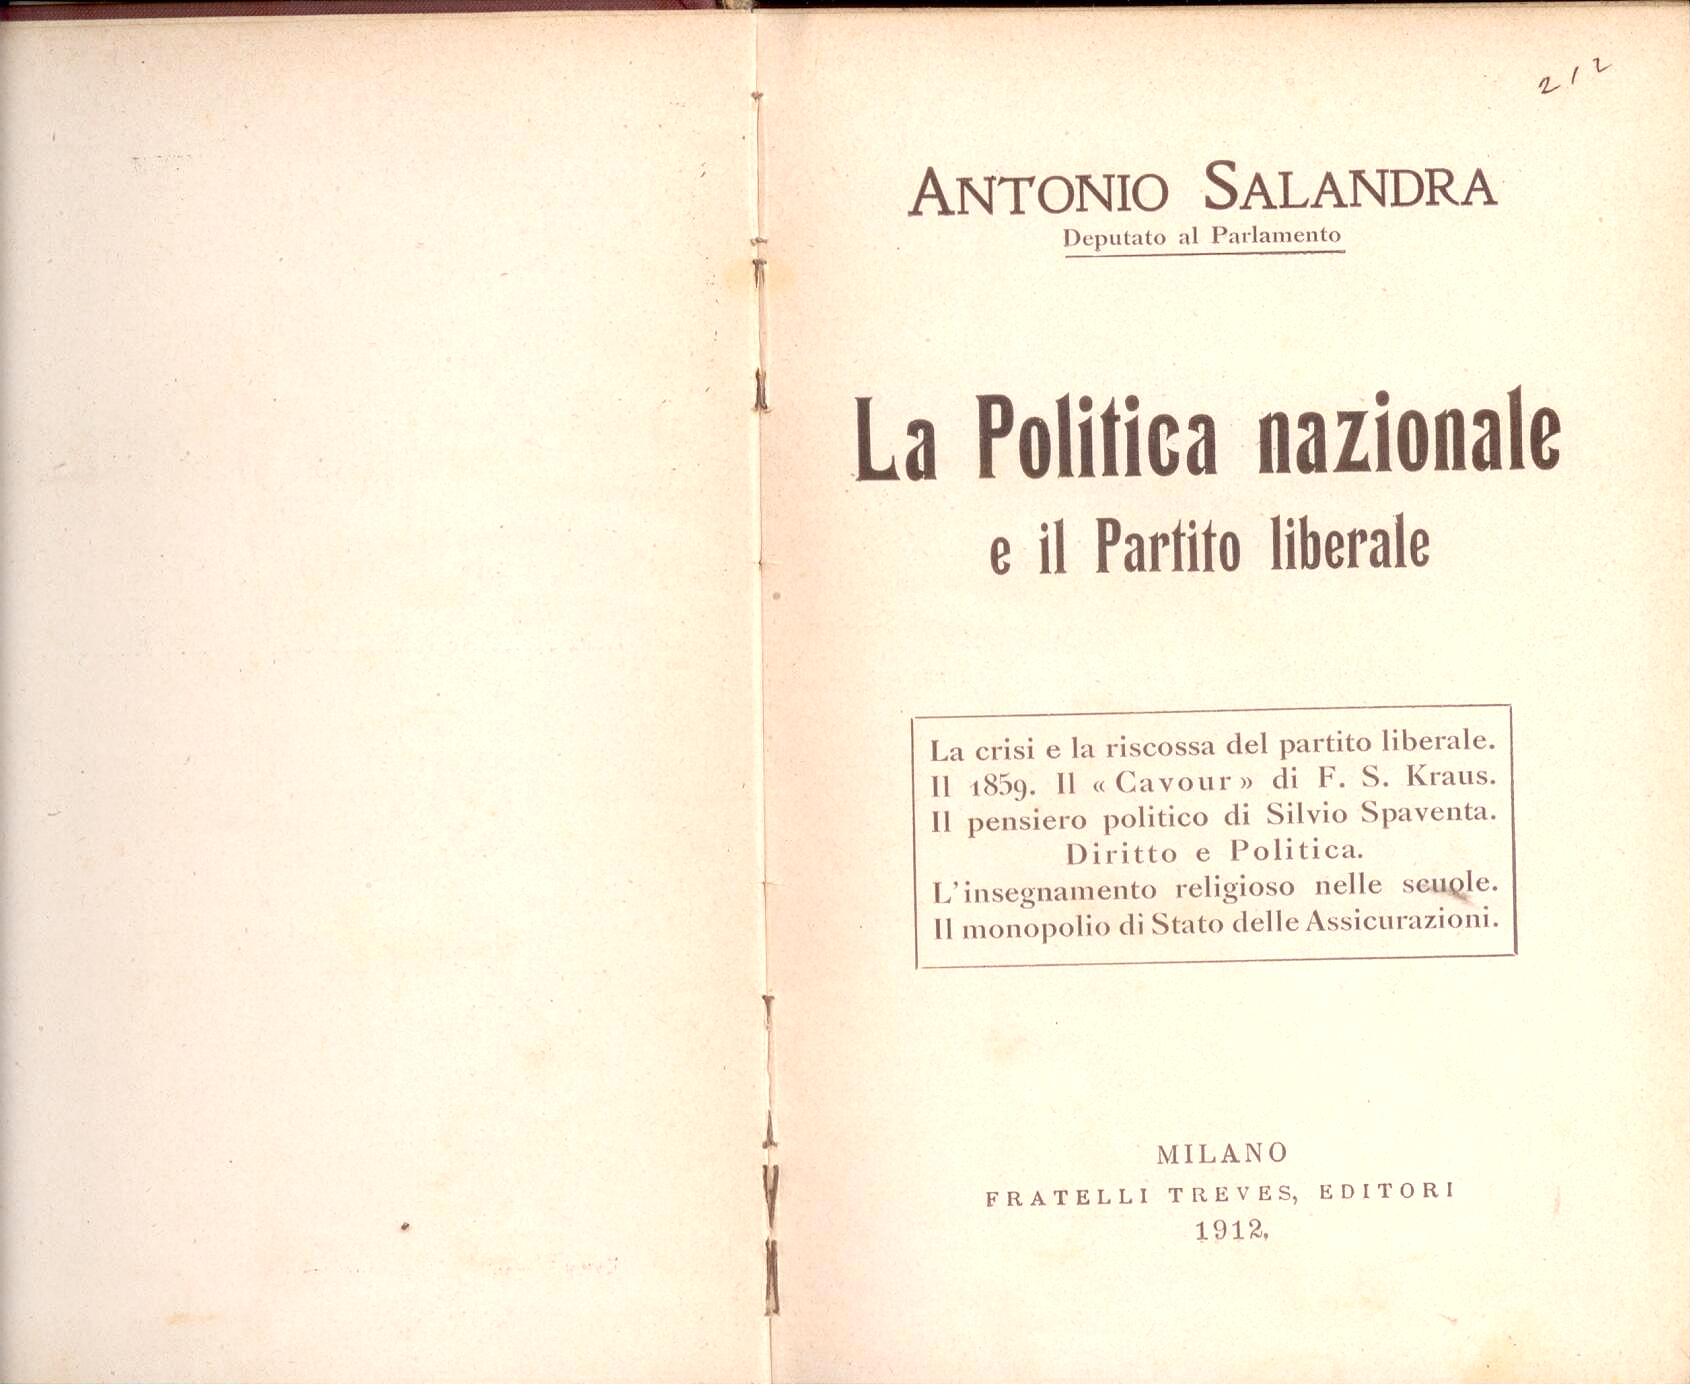 212
ANTONIO SALANDRA
Deputato al Parlamento
La Politica nazionale
e il Partito liberale
La crisi e la riscossa del partito liberale.
Il 1859. Il « Cavour » di F. S. Kraus.
Il pensiero politico di Silvio Spaventa.
Diritto e Politica.
L'insegnamento religioso nelle scuole.
Il monopolio di Stato delle Assicurazioni.
MILANO
FRATELLI TREVES, EDITORI
1912.